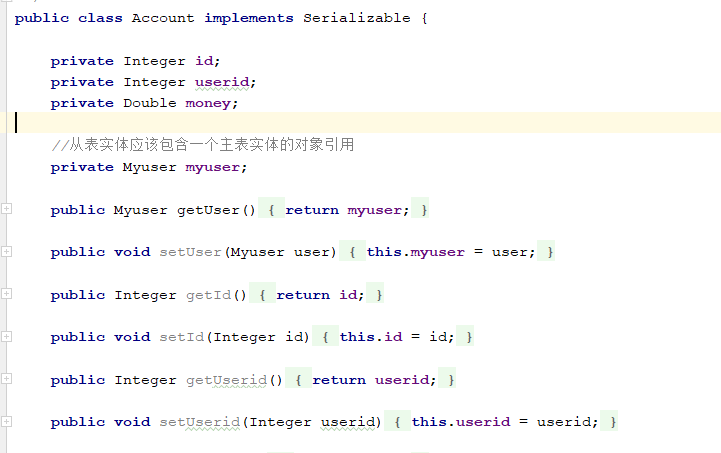 public class Account implements Serializable {
private Integer id;
private Integer userid;
private Double money;
//从表实体应该包含一个主表实体的对象引用
private Myuser myuser;
public Myuser getUser() { return myuser; }
public void setUser(Myuser user) { this.myuser = user; }
public Integer getId() { return id; }
public void setId(Integer id) { this.id = id; }
public Integer getUserid() { return userid; }
public void setUserid(Integer userid) { this.userid = userid; }